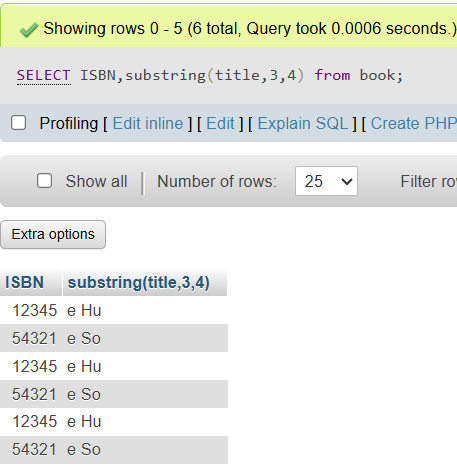 Showing rows 0 - 5 (6 total, Query took 0.0006 seconds.)
SELECT ISBN,substring(title,3,4) from book;
Profiling [ Edit inline ] [ Edit ] [ Explain SQL ] [ Create PHP
Show all Number of rows: 25 Filter ro
Extra options
ISBN substring(title,3,4)
12345 e Hu
54321 e So
12345 e Hu
54321 e So
12345 e Hu
54321 e So